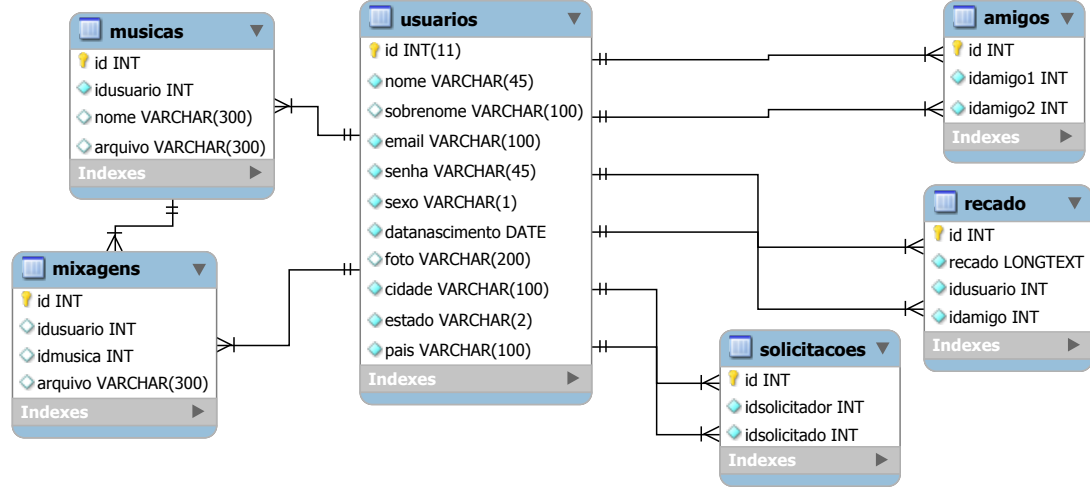 musicas
id INT
idusuario INT
nome VARCHAR(300)
arquivo VARCHAR(300)
Indexes
mixagens
id INT
idusuario INT
idmusica INT
arquivo VARCHAR(300)
Indexes
usuarios
id INT(11)
nome VARCHAR(45)
sobrenome VARCHAR(100)
email VARCHAR(100)
senha VARCHAR(45)
sexo VARCHAR(1)
datanascimento DATE
foto VARCHAR(200)
cidade VARCHAR(100)
estado VARCHAR(2)
pais VARCHAR(100)
Indexes
amigos
id INT
idamigo1 INT
idamigo2 INT
Indexes
recado
id INT
recado LONGTEXT
idusuario INT
idamigo INT
Indexes
solicitacoes
id INT
idsolicitador INT
idsolicitado INT
Indexes